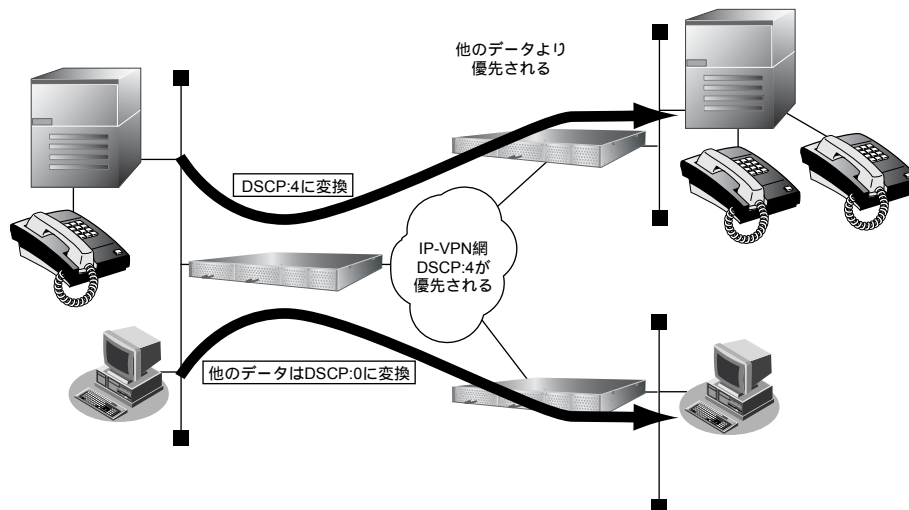 他のデータより
優先される
DSCP:4に変換
IP-VPN網
DSCP:4が
優先される
他のデータはDSCP:0に変換